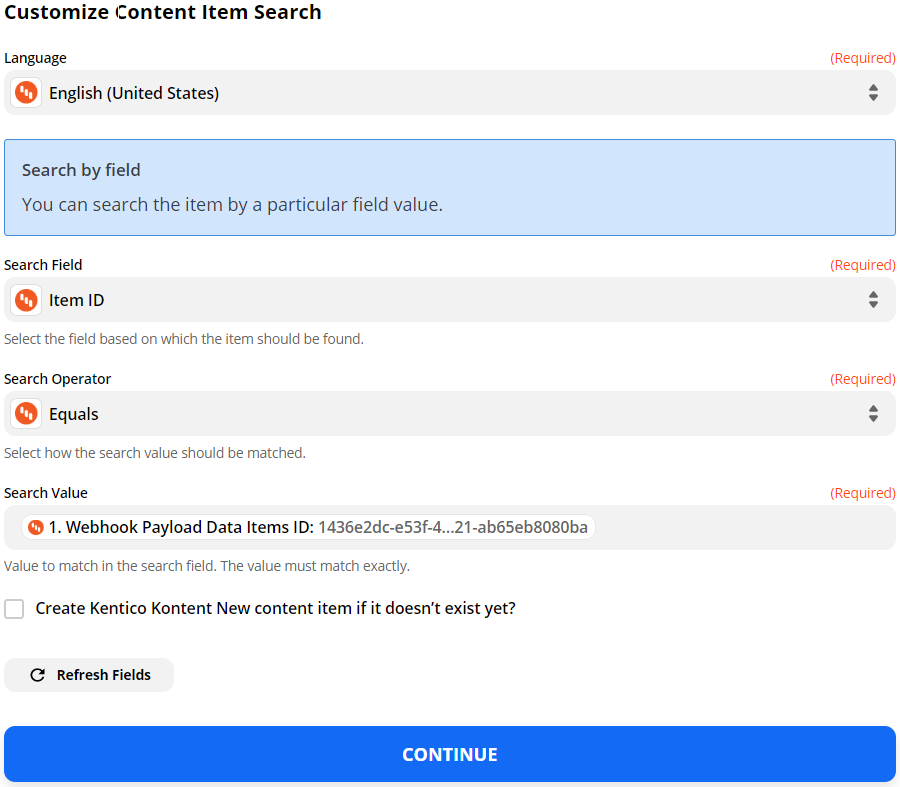 Customize Content Item Search
Language (Required)
English (United States)
Search by field
You can search the item by a particular field value.
Search Field (Required)
Item ID
Select the field based on which the item should be found.
Search Operator (Required)
Equals
Select how the search value should be matched.
Search Value (Required)
1. Webhook Payload Data Items ID: 1436e2dc-e53f-4...21-ab65eb8080ba
Value to match in the search field. The value must match exactly.
Create Kentico Kontent New content item if it doesn’t exist yet?
Refresh Fields
CONTINUE